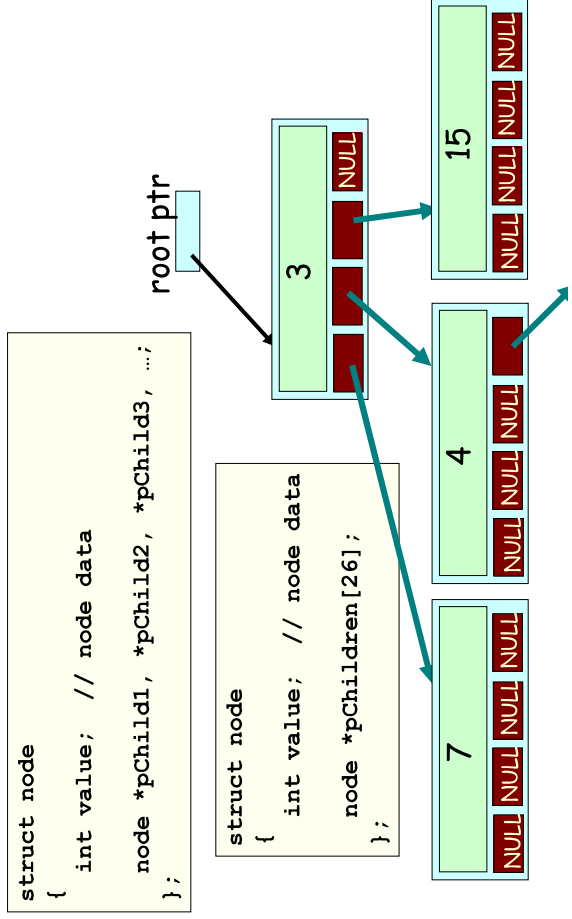 struct node
{
int value; // node data
node *pChild1, *pChild2, *pChild3, …;
};
struct node
{
int value; // node data
node *pChildren[26];
};
root ptr
3
NULL
7
NULL NULL NULL NULL
4
NULL NULL NULL
15
NULL NULL NULL NULL